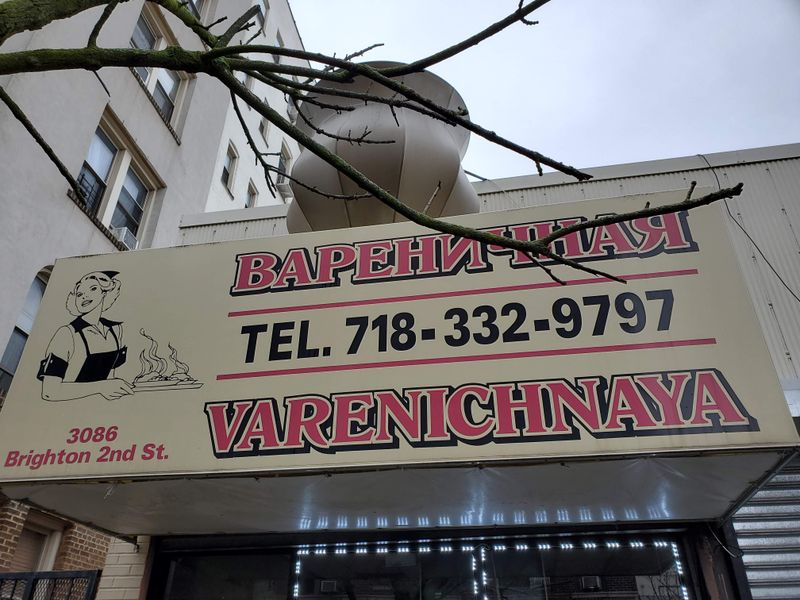 ВАРЕНИЧНАЯ
TEL. 718-332-9797
VARENICHNAYA
3086
Brighton 2nd St.